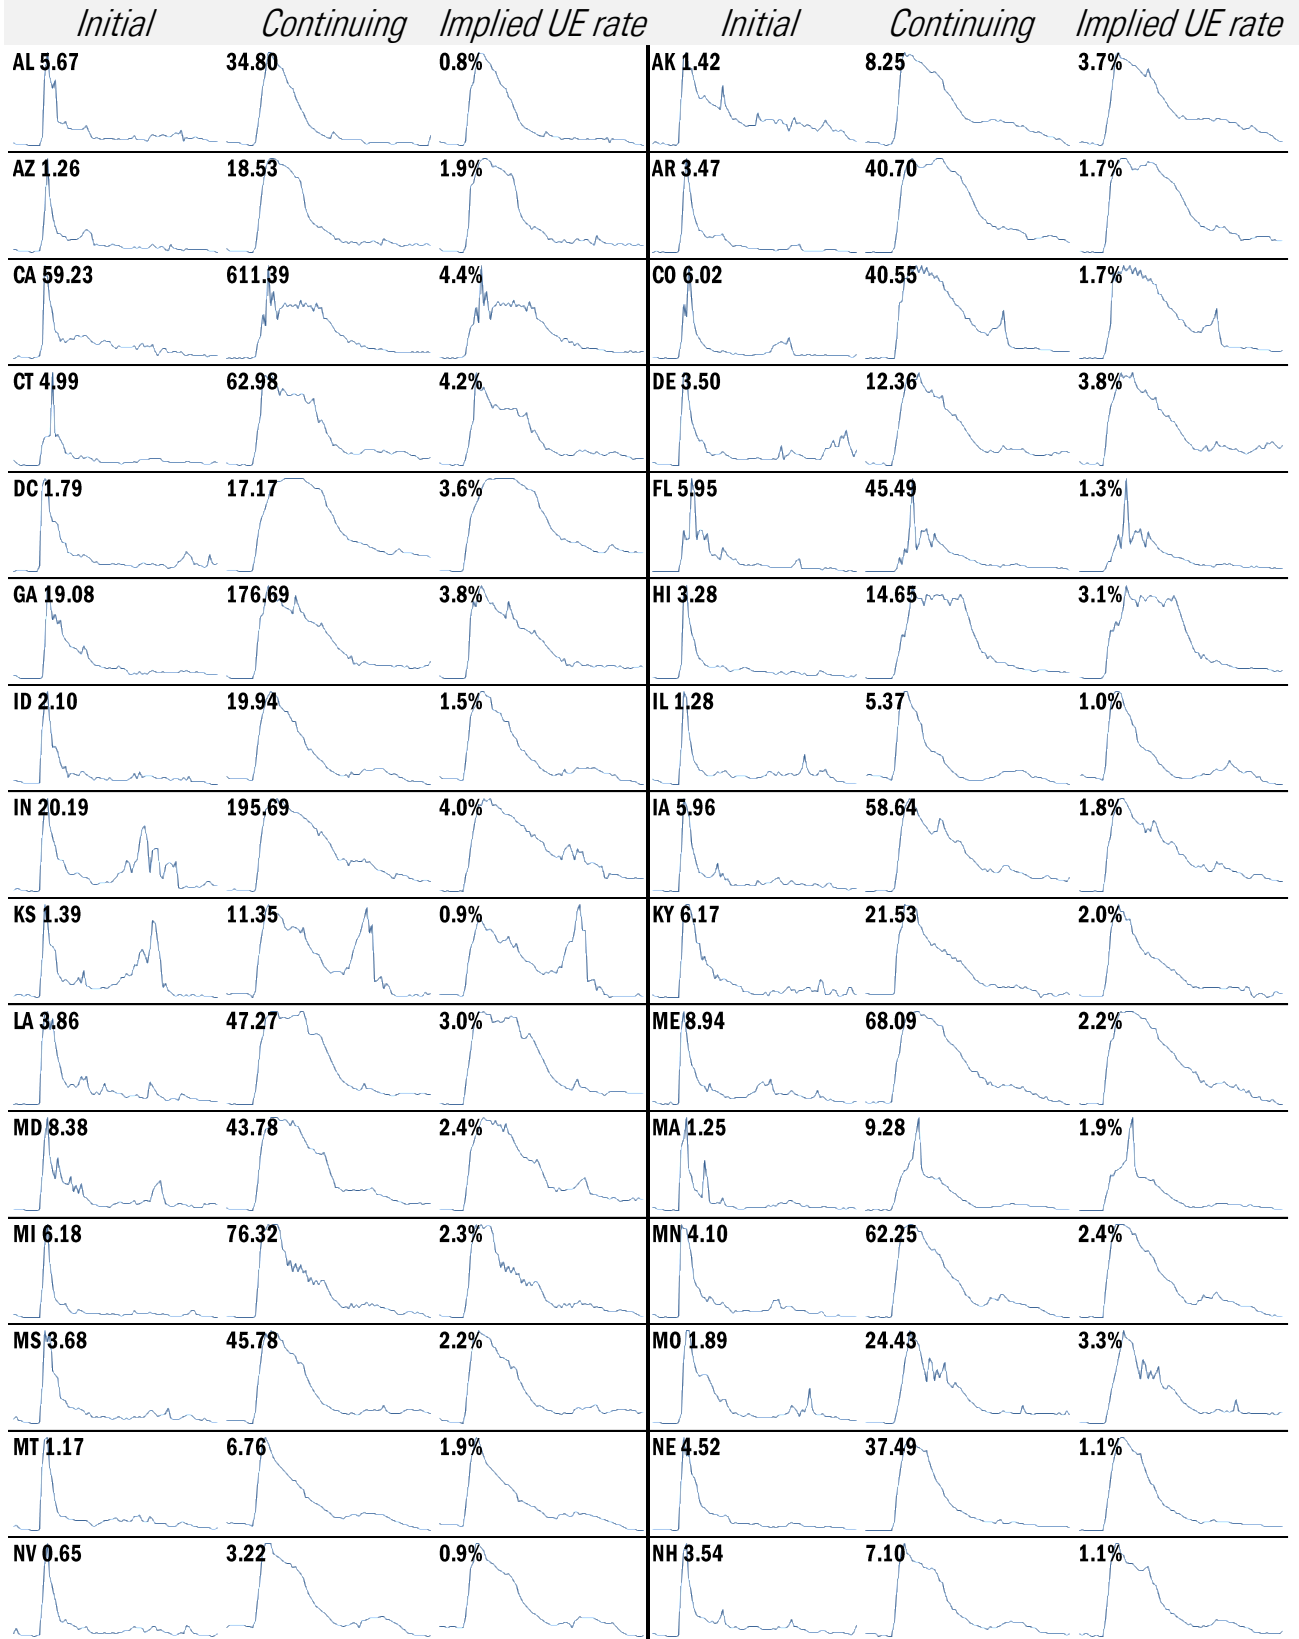 Initial Continuing Implied UE rate Initial Continuing Implied UE rate
AL 5.67 34.80 0.8% AK 1.42 8.25 3.7%
AZ 1.26 18.53 1.9% AR 3.47 40.70 1.7%
CA 59.23 611.39 4.4% CO 6.02 40.55 1.7%
CT 4.99 62.98 4.2% DE 3.50 12.36 3.8%
DC 1.79 17.17 3.6% FL 5.95 45.49 1.3%
GA 19.08 176.69 3.8% HI 3.28 14.65 3.1%
ID 2.10 19.94 1.5% IL 1.28 5.37 1.0%
IN 20.19 195.69 4.0% IA 5.96 58.64 1.8%
KS 1.39 11.35 0.9% KY 6.17 21.53 2.0%
LA 3.86 47.27 3.0% ME 8.94 68.09 2.2%
MD 8.38 43.78 2.4% MA 1.25 9.28 1.9%
MI 6.18 76.32 2.3% MN 4.10 62.25 2.4%
MS 3.68 45.78 2.2% MO 1.89 24.43 3.3%
MT 1.17 6.76 1.9% NE 4.52 37.49 1.1%
NV 0.65 3.22 0.9% NH 3.54 7.10 1.1%